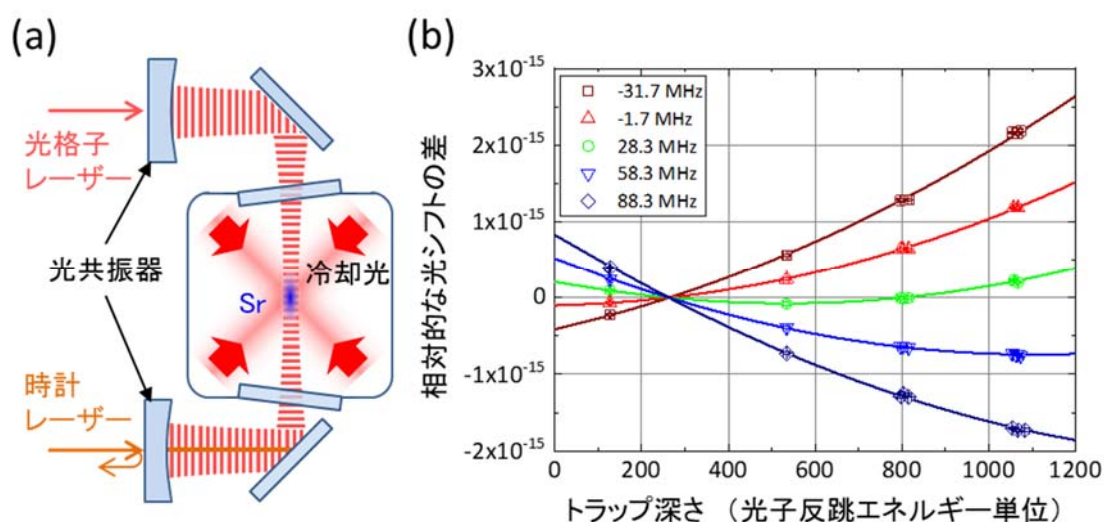 (a)
光格子
レーザー
光共振器
Sr
冷却光
時計
レーザー
(b)
3x10⁻¹⁵
2x10⁻¹⁵
1x10⁻¹⁵
0
-1x10⁻¹⁵
-2x10⁻¹⁵
相対的な光シフトの差
-31.7 MHz
-1.7 MHz
28.3 MHz
58.3 MHz
88.3 MHz
0 200 400 600 800 1000 1200
トラップ深さ （光子反跳エネルギー単位）